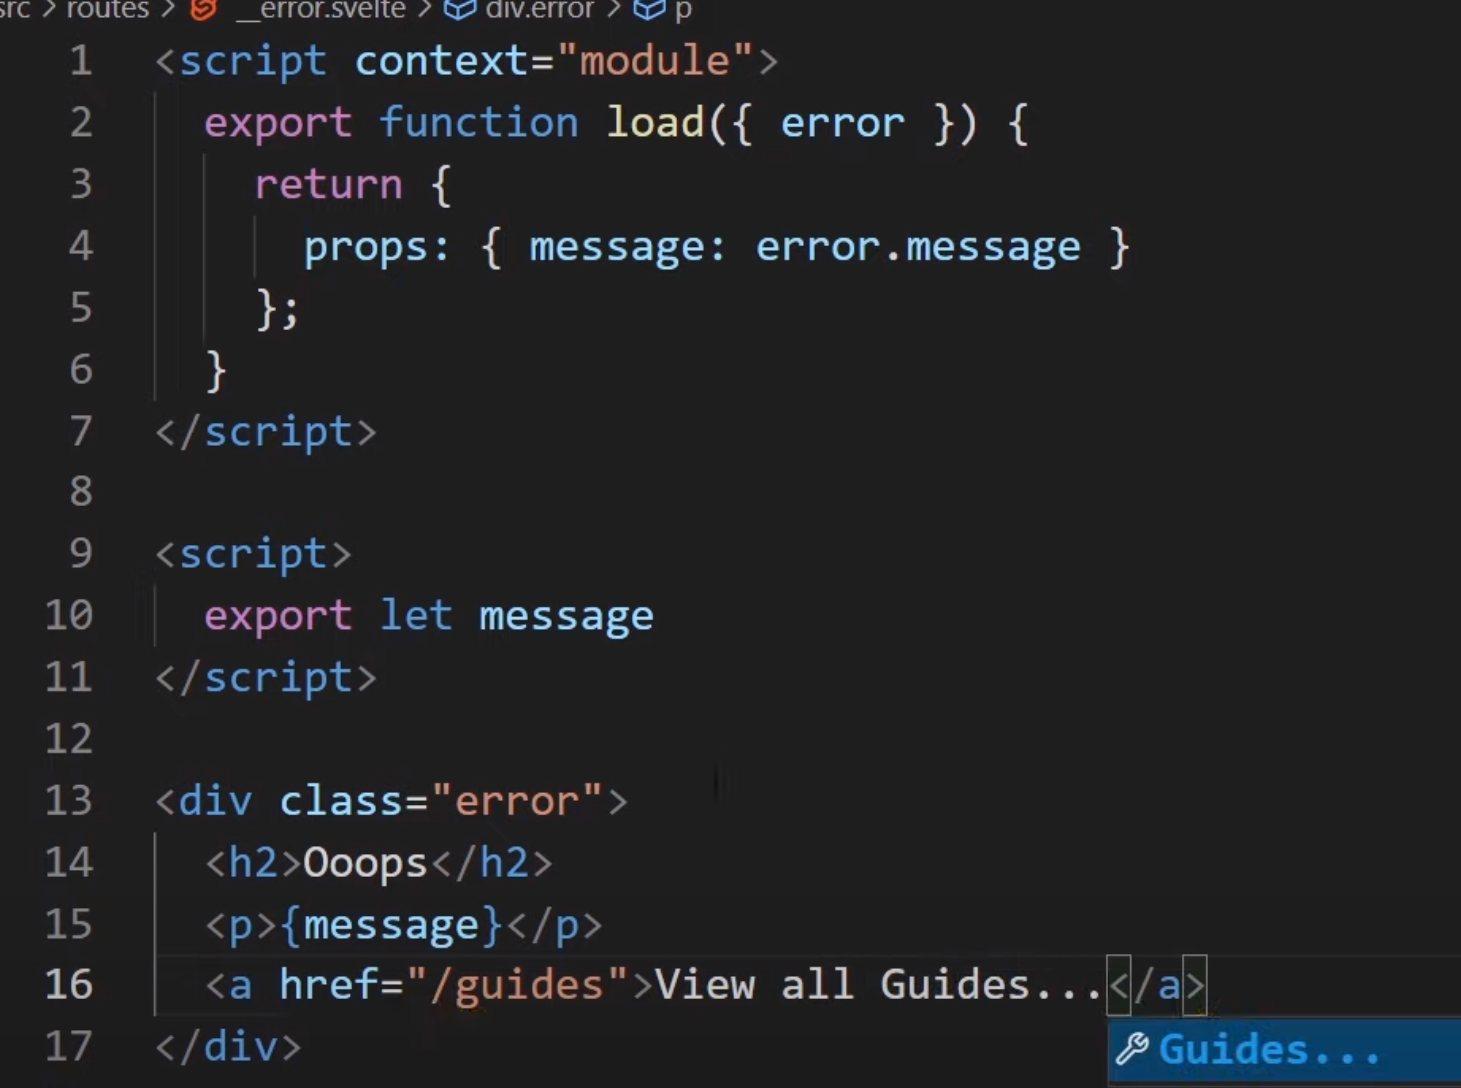 src > routes > __error.svelte > div.error > p
1 <script context="module">
2 export function load({ error }) {
3 return {
4 props: { message: error.message }
5 };
6 }
7 </script>
8
9 <script>
10 export let message
11 </script>
12
13 <div class="error">
14 <h2>Ooops</h2>
15 <p>{message}</p>
16 <a href="/guides">View all Guides...</a>
17 </div>
Guides...